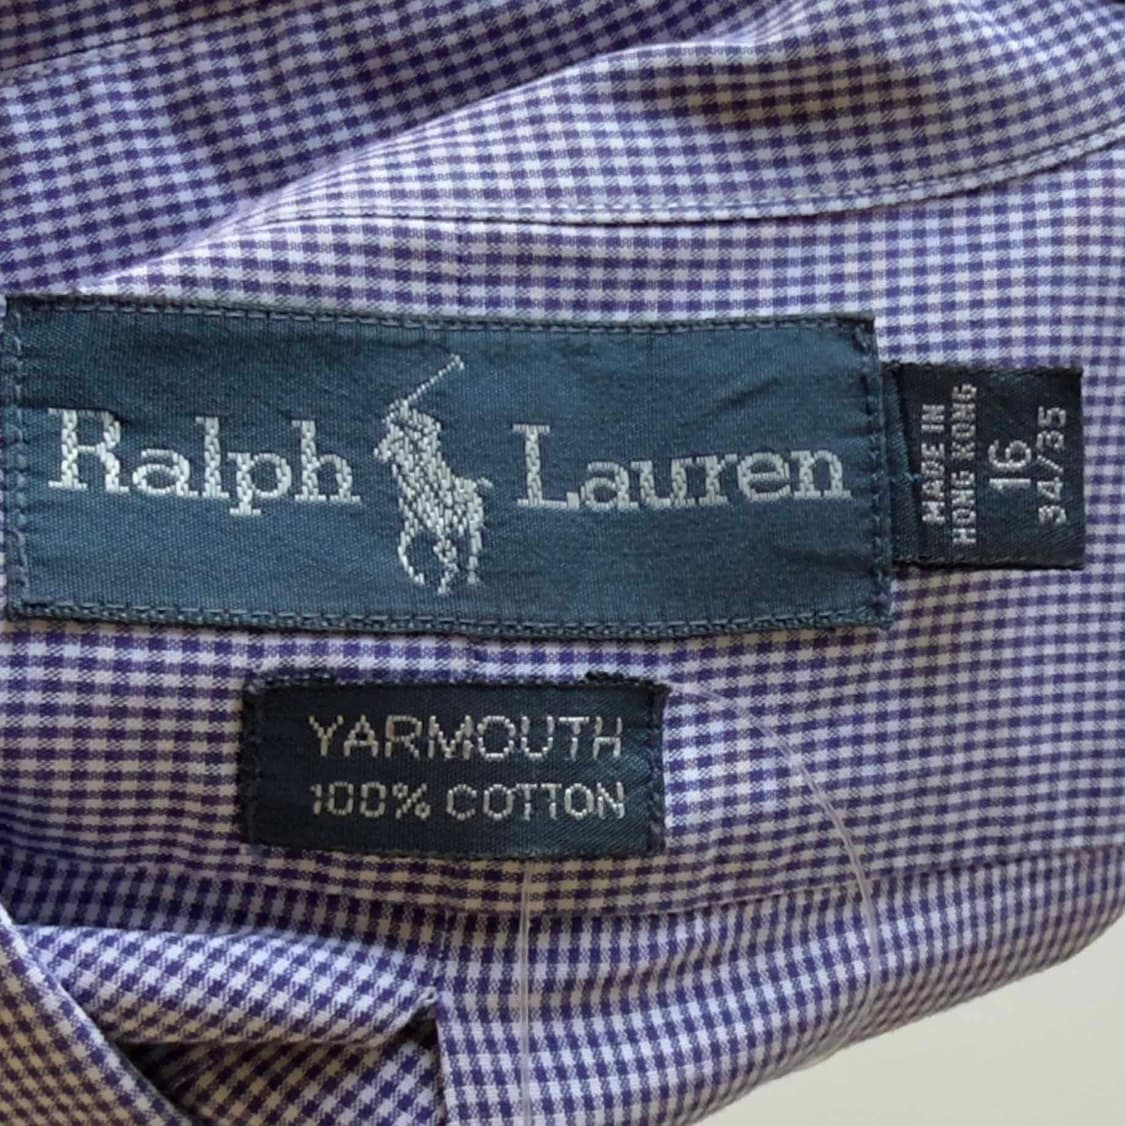 Ralph Lauren
MADE IN
HONG KONG
16
34/35
YARMOUTH
100% COTTON